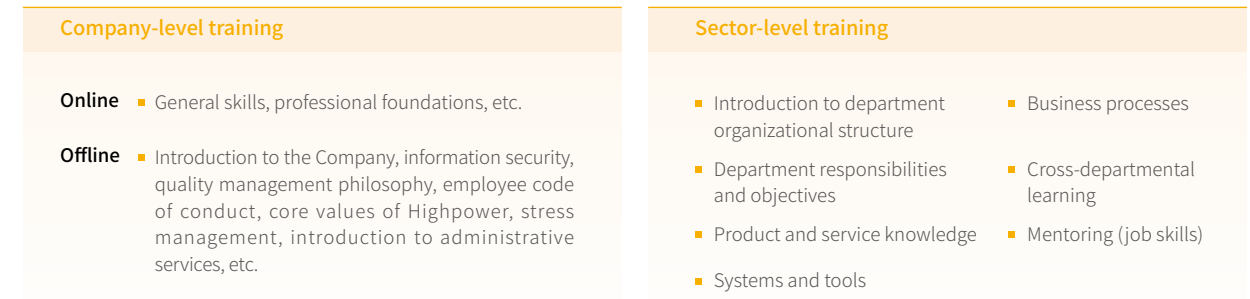 Company-level training
Online
General skills, professional foundations, etc.
Offline
Introduction to the Company, information security,
quality management philosophy, employee code
of conduct, core values of Highpower, stress
management, introduction to administrative
services, etc.
Sector-level training
Introduction to department
organizational structure
Department responsibilities
and objectives
Product and service knowledge
Systems and tools
Business processes
Cross-departmental
learning
Mentoring (job skills)